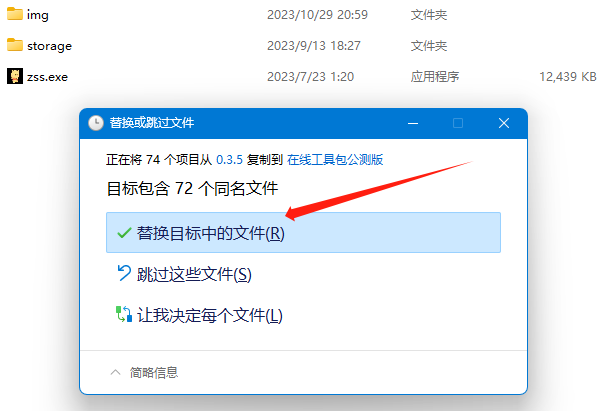 img 2023/10/29 20:59 文件夹
storage 2023/9/13 18:27 文件夹
zss.exe 2023/7/23 1:20 应用程序 12,439 KB
替换或跳过文件
正在将 74 个项目从 0.3.5 复制到 在线工具包公测版
目标包含 72 个同名文件
替换目标中的文件(R)
跳过这些文件(S)
让我决定每个文件(L)
简略信息